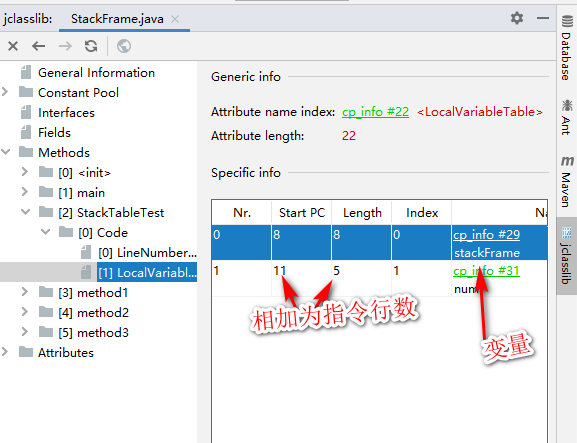 jclasslib: StackFrame.java
General Information
Constant Pool
Interfaces
Fields
Methods
[0] <init>
[1] main
[2] StackTableTest
[0] Code
[0] LineNumber...
[1] LocalVariabl...
[3] method1
[4] method2
[5] method3
Attributes
Generic info
Attribute name index: cp_info #22 <LocalVariableTable>
Attribute length: 22
Specific info
Nr. Start PC Length Index Na
0 8 8 0 cp_info #29
stackFrame
1 11 5 1 cp_info #31
num
相加为指令行数
变量
Database
Ant
Maven
jclasslib